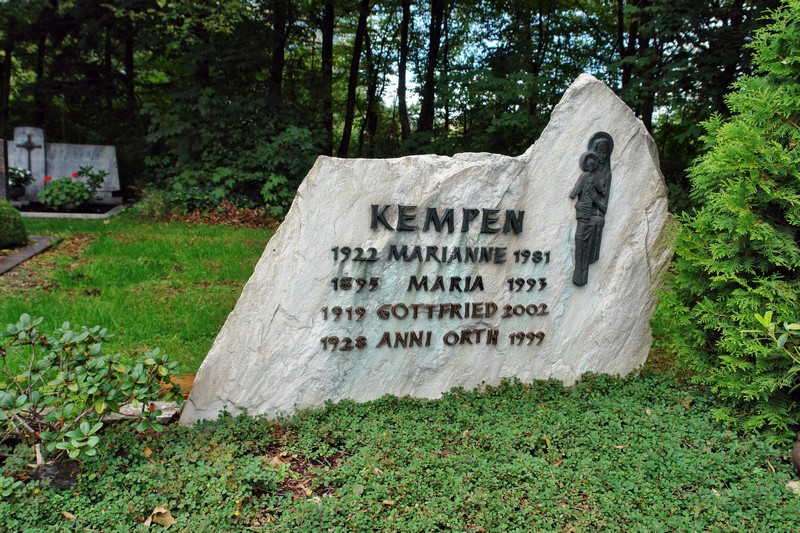 KEMPEN
1922 MARIANNE 1981
1895 MARIA 1993
1919 GOTTFRIED 2002
1928 ANNI ORTH 1999